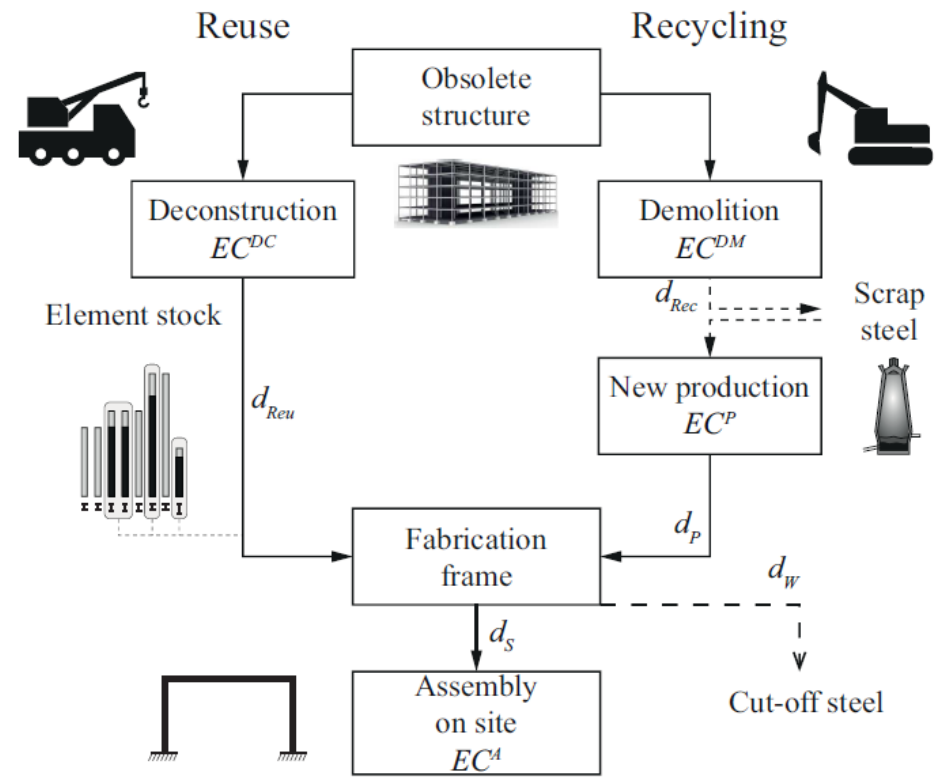 Reuse
Recycling
Obsolete
structure
Deconstruction
EC^DC
Demolition
EC^DM
Element stock
d_Rec
Scrap
steel
d_Reu
New production
EC^P
Fabrication
frame
d_P
d_W
d_S
Assembly
on site
EC^A
Cut-off steel